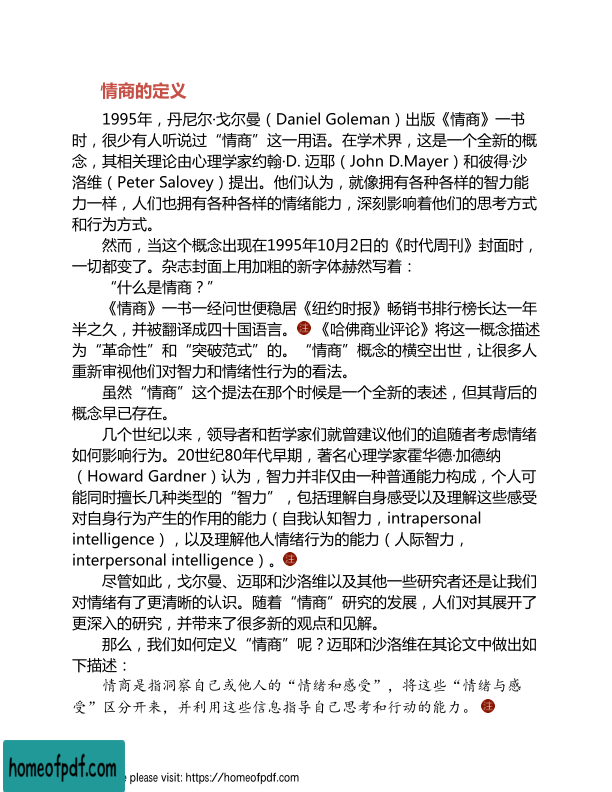 情商的定义
1995年，丹尼尔·戈尔曼（Daniel Goleman）出版《情商》一书
时，很少有人听说过“情商”这一用语。在学术界，这是一个全新的概
念，其相关理论由心理学家约翰·D. 迈耶（John D.Mayer）和彼得·沙
洛维（Peter Salovey）提出。他们认为，就像拥有各种各样的智力能
力一样，人们也拥有各种各样的情绪能力，深刻影响着他们的思考方式
和行为方式。
然而，当这个概念出现在1995年10月2日的《时代周刊》封面时，
一切都变了。杂志封面上用加粗的新字体赫然写着：
“什么是情商？”
《情商》一书一经问世便稳居《纽约时报》畅销书排行榜长达一年
半之久，并被翻译成四十国语言。注《哈佛商业评论》将这一概念描述
为“革命性”和“突破范式”的。“情商”概念的横空出世，让很多人
重新审视他们对智力和情绪性行为的看法。
虽然“情商”这个提法在那个时候是一个全新的表述，但其背后的
概念早已存在。
几个世纪以来，领导者和哲学家们就曾建议他们的追随者考虑情绪
如何影响行为。20世纪80年代早期，著名心理学家霍华德·加德纳
（Howard Gardner）认为，智力并非仅由一种普通能力构成，个人可
能同时擅长几种类型的“智力”，包括理解自身感受以及理解这些感受
对自身行为产生的作用的能力（自我认知智力，intrapersonal
intelligence），以及理解他人情绪行为的能力（人际智力，
interpersonal intelligence）。注
尽管如此，戈尔曼、迈耶和沙洛维以及其他一些研究者还是让我们
对情绪有了更清晰的认识。随着“情商”研究的发展，人们对其展开了
更深入的研究，并带来了很多新的观点和见解。
那么，我们如何定义“情商”呢？迈耶和沙洛维在其论文中做出如
下描述：
情商是指洞察自己或他人的“情绪和感受”，将这些“情绪与感
受”区分开来，并利用这些信息指导自己思考和行动的能力。注
homeofpdf.com
e please visit: https://homeofpdf.com